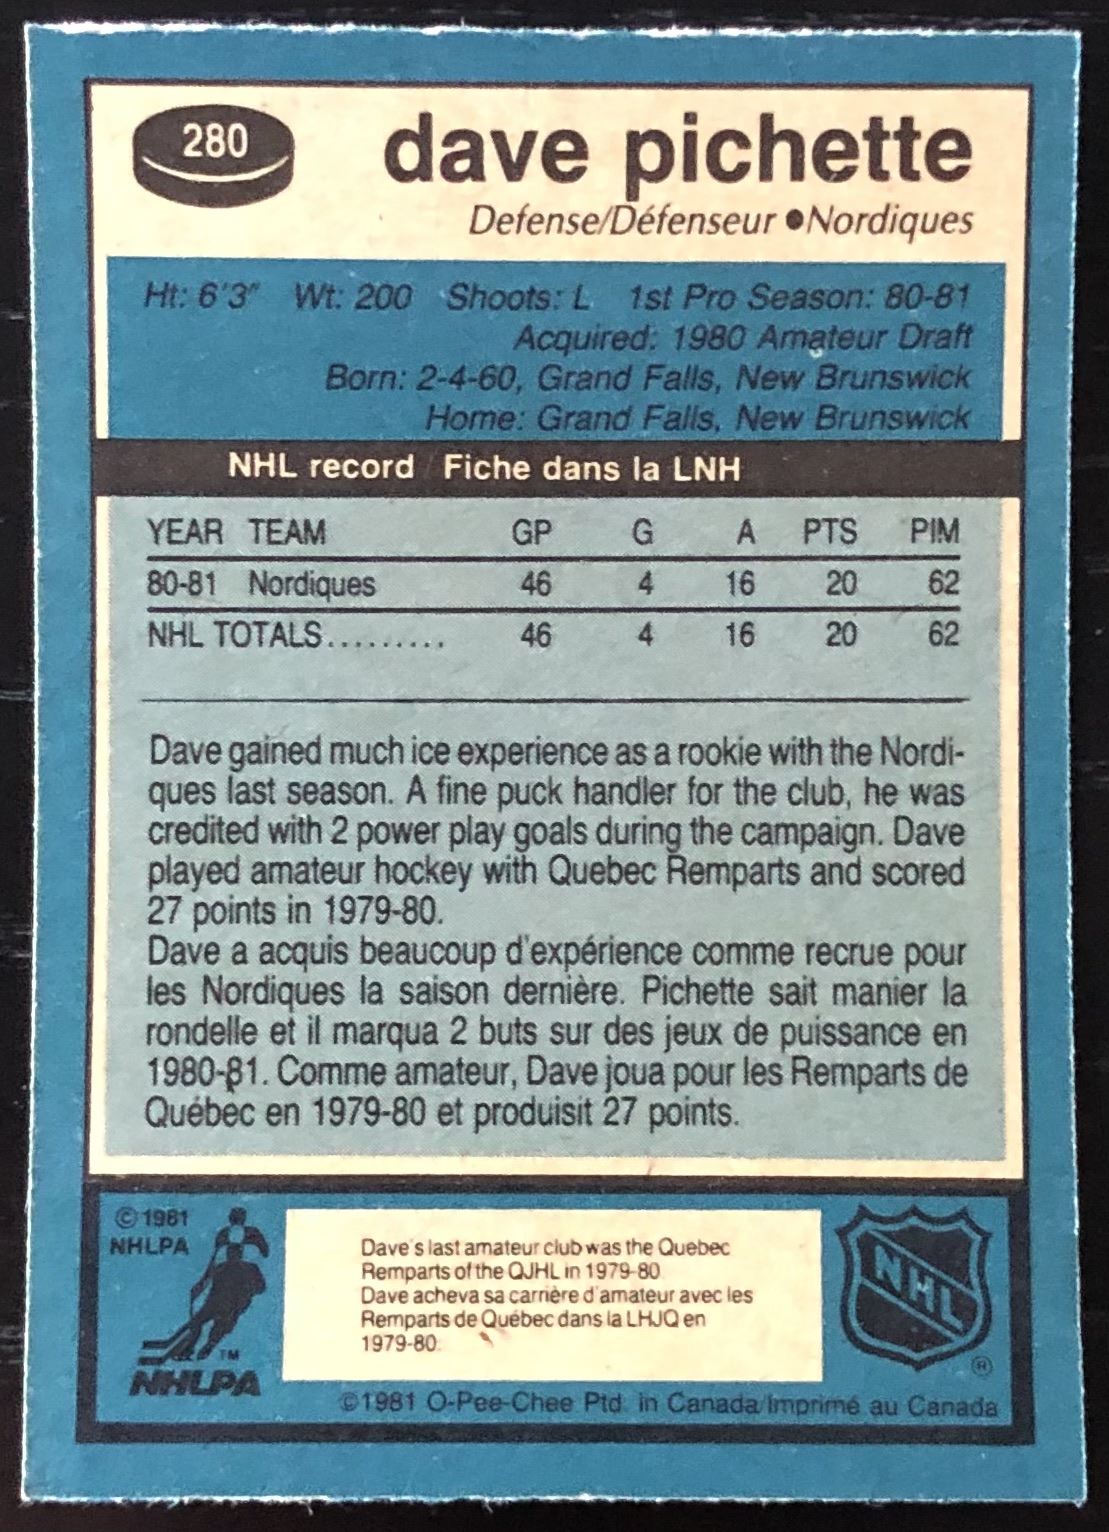 280
dave pichette
Defense/Défenseur ●Nordiques
Ht: 6'3" Wt: 200 Shoots: L 1st Pro Season: 80-81
Acquired: 1980 Amateur Draft
Born: 2-4-60, Grand Falls, New Brunswick
Home: Grand Falls, New Brunswick
NHL record / Fiche dans la LNH
YEAR TEAM GP G A PTS PIM
80-81 Nordiques 46 4 16 20 62
NHL TOTALS......... 46 4 16 20 62
Dave gained much ice experience as a rookie with the Nordi-
ques last season. A fine puck handler for the club, he was
credited with 2 power play goals during the campaign. Dave
played amateur hockey with Quebec Remparts and scored
27 points in 1979-80.
Dave a acquis beaucoup d'expérience comme recrue pour
les Nordiques la saison dernière. Pichette sait manier la
rondelle et il marqua 2 buts sur des jeux de puissance en
1980-81. Comme amateur, Dave joua pour les Remparts de
Québec en 1979-80 et produisit 27 points.
©1981
NHLPA
TM
NHLPA
Dave's last amateur club was the Quebec
Remparts of the QJHL in 1979-80.
Dave acheva sa carrière d'amateur avec les
Remparts de Québec dans la LHJQ en
1979-80.
NHL
®
©1981 O-Pee-Chee Ptd. in Canada/Imprimé au Canada